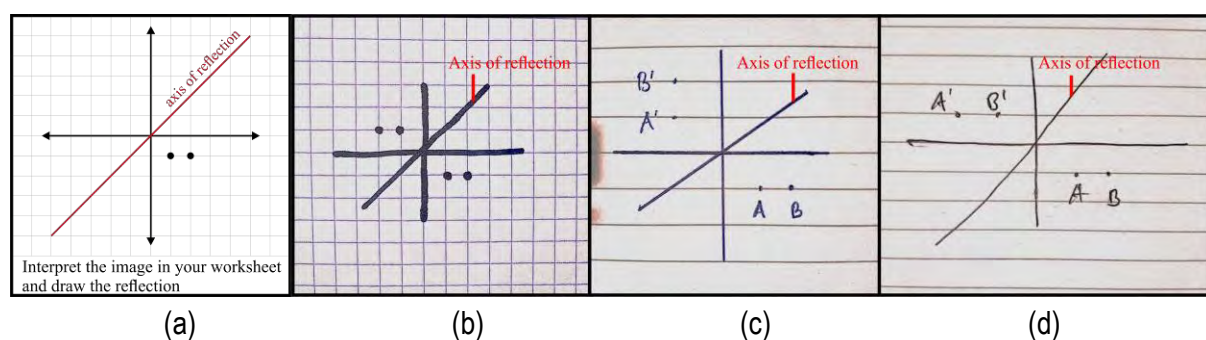 axis of reflection
Interpret the image in your worksheet
and draw the reflection
Axis of reflection
Axis of reflection
B'
A'
A B
Axis of reflection
A' B'
A B
(a) (b) (c) (d)